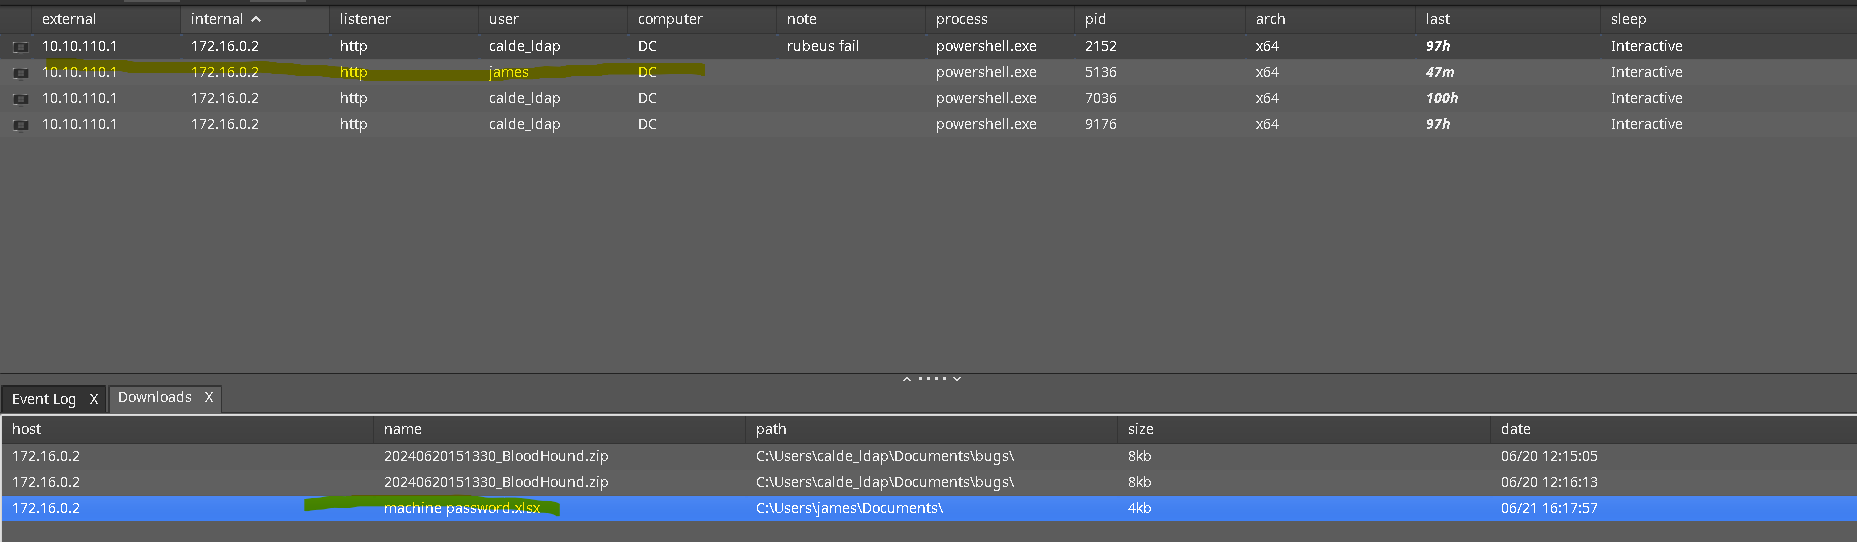 external internal listener user computer note process pid arch last sleep
10.10.110.1 172.16.0.2 http calde_ldap DC rubeus fail powershell.exe 2152 x64 97h Interactive
10.10.110.1 172.16.0.2 http james DC powershell.exe 5136 x64 47m Interactive
10.10.110.1 172.16.0.2 http calde_ldap DC powershell.exe 7036 x64 100h Interactive
10.10.110.1 172.16.0.2 http calde_ldap DC powershell.exe 9176 x64 97h Interactive
Event Log X Downloads X
host name path size date
172.16.0.2 20240620151330_BloodHound.zip C:\Users\calde_ldap\Documents\bugs\ 8kb 06/20 12:15:05
172.16.0.2 20240620151330_BloodHound.zip C:\Users\calde_ldap\Documents\bugs\ 8kb 06/20 12:16:13
172.16.0.2 machine password.xlsx C:\Users\james\Documents\ 4kb 06/21 16:17:57